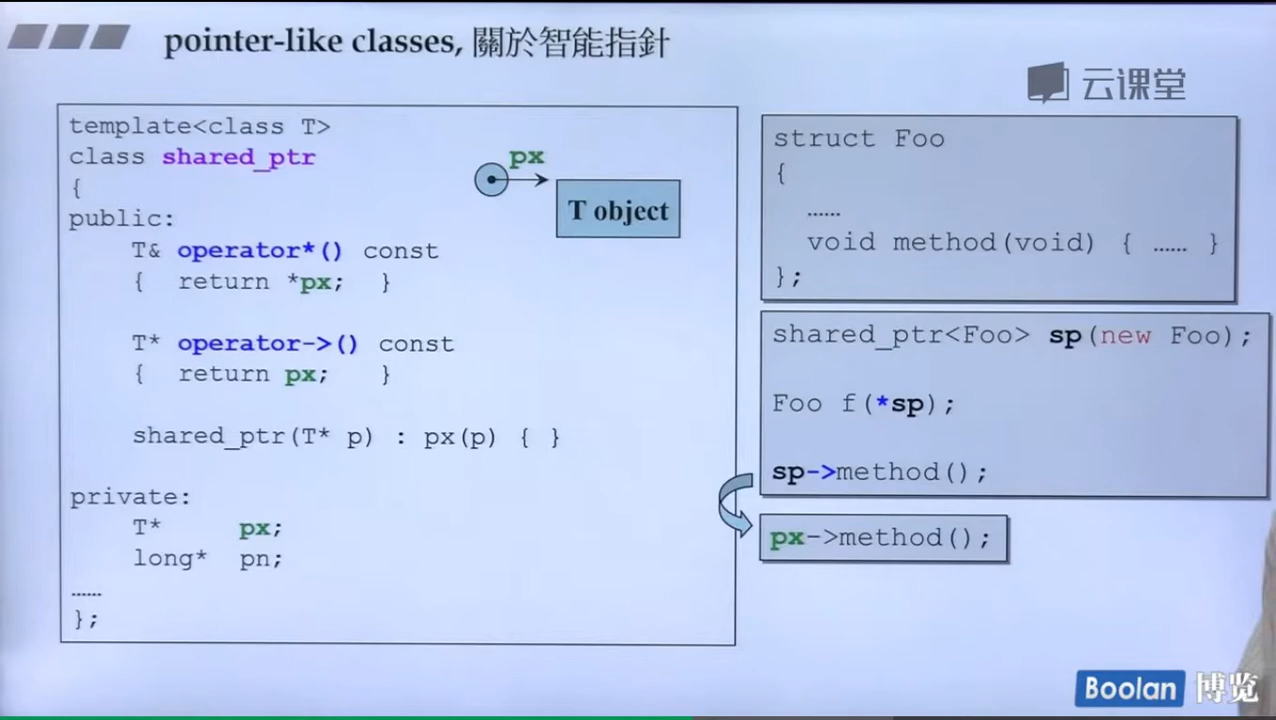 pointer-like classes, 關於智能指針
云课堂
template<class T>
class shared_ptr
{
public:
T& operator*() const
{ return *px; }
T* operator->() const
{ return px; }
shared_ptr(T* p) : px(p) { }
private:
T* px;
long* pn;
……
};
px
T object
struct Foo
{
……
void method(void) { …… }
};
shared_ptr<Foo> sp(new Foo);
Foo f(*sp);
sp->method();
px->method();
Boolan 博览